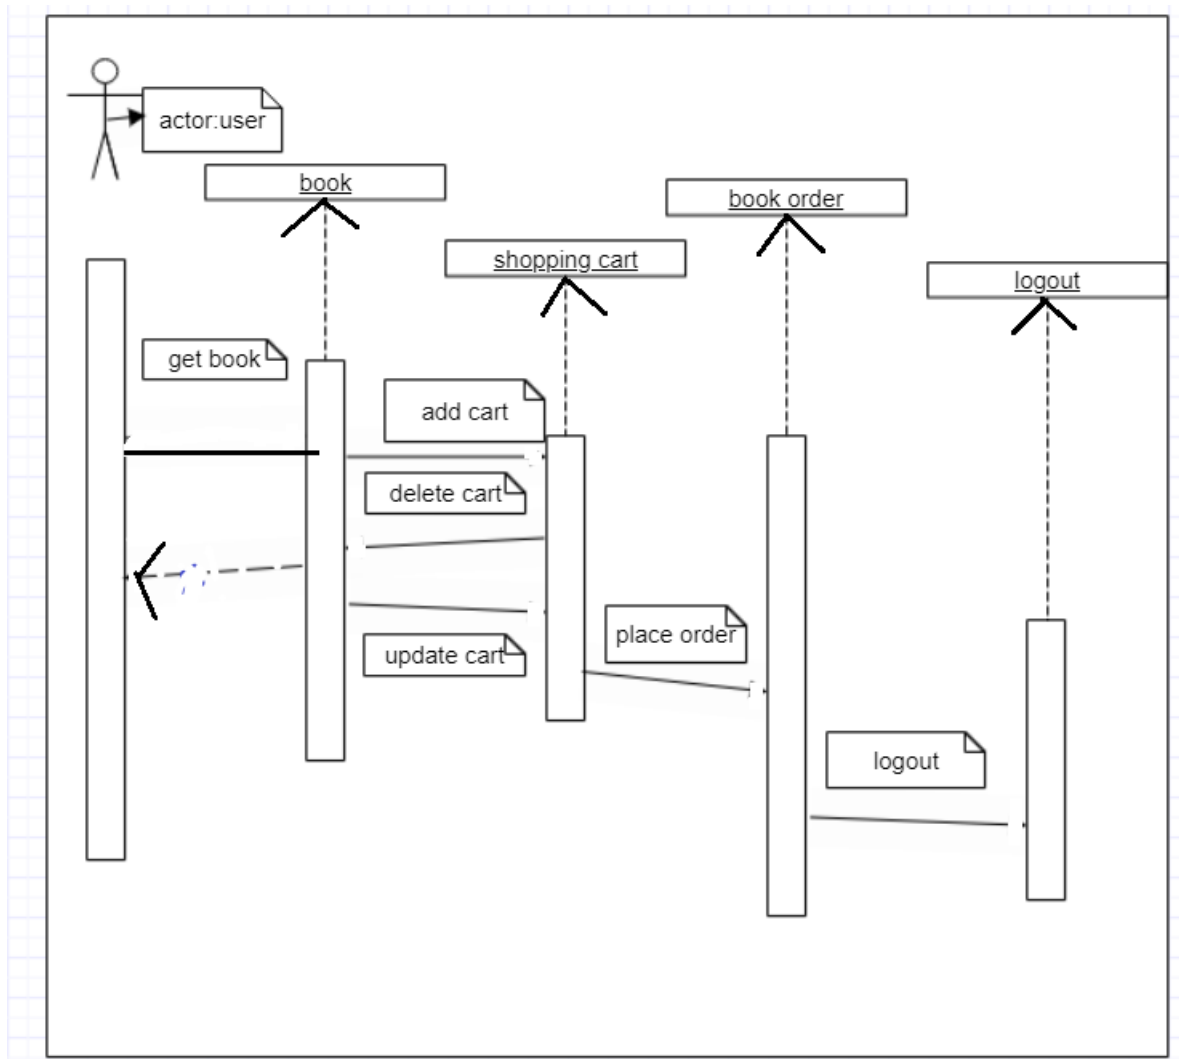 actor:user
book
book order
shopping cart
logout
get book
add cart
delete cart
place order
update cart
logout